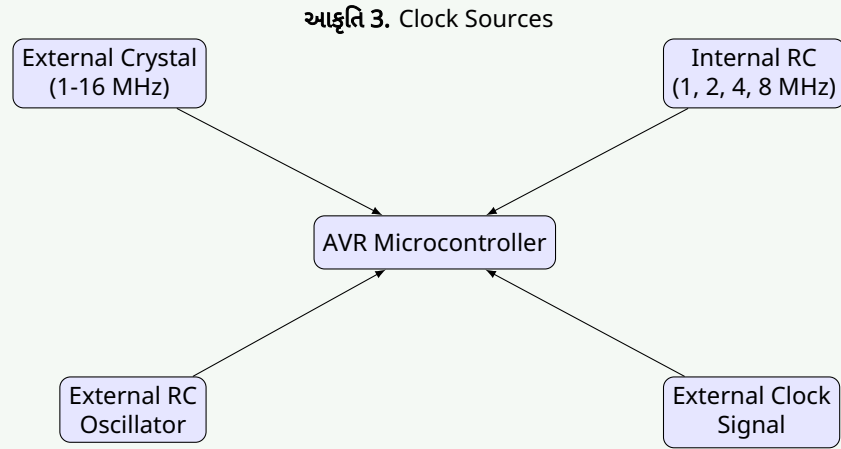 આકૃતિ 3. Clock Sources
External Crystal
(1-16 MHz)
Internal RC
(1, 2, 4, 8 MHz)
AVR Microcontroller
External RC
Oscillator
External Clock
Signal